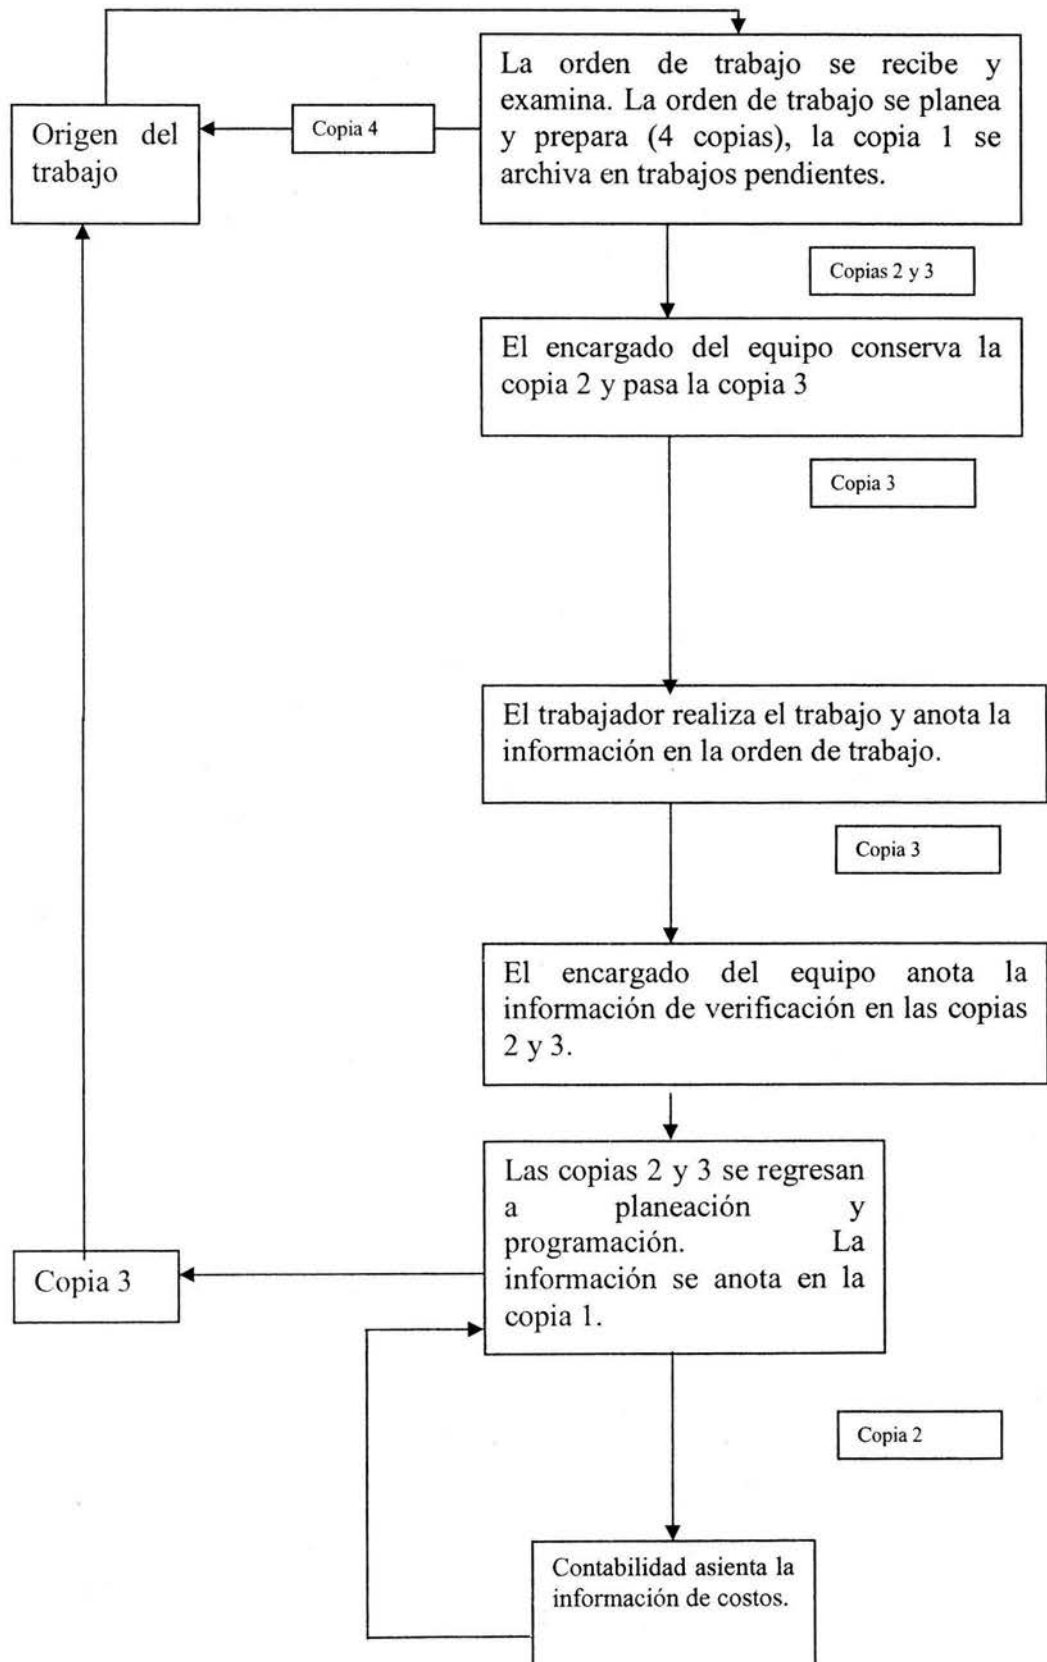 La orden de trabajo se recibe y
examina. La orden de trabajo se planea
y prepara (4 copias), la copia 1 se
archiva en trabajos pendientes.
Origen del
trabajo
Copia 4
Copias 2 y 3
El encargado del equipo conserva la
copia 2 y pasa la copia 3
Copia 3
El trabajador realiza el trabajo y anota la
información en la orden de trabajo.
Copia 3
El encargado del equipo anota la
información de verificación en las copias
2 y 3.
Las copias 2 y 3 se regresan
a planeación y
programación. La
información se anota en la
copia 1.
Copia 3
Copia 2
Contabilidad asienta la
información de costos.